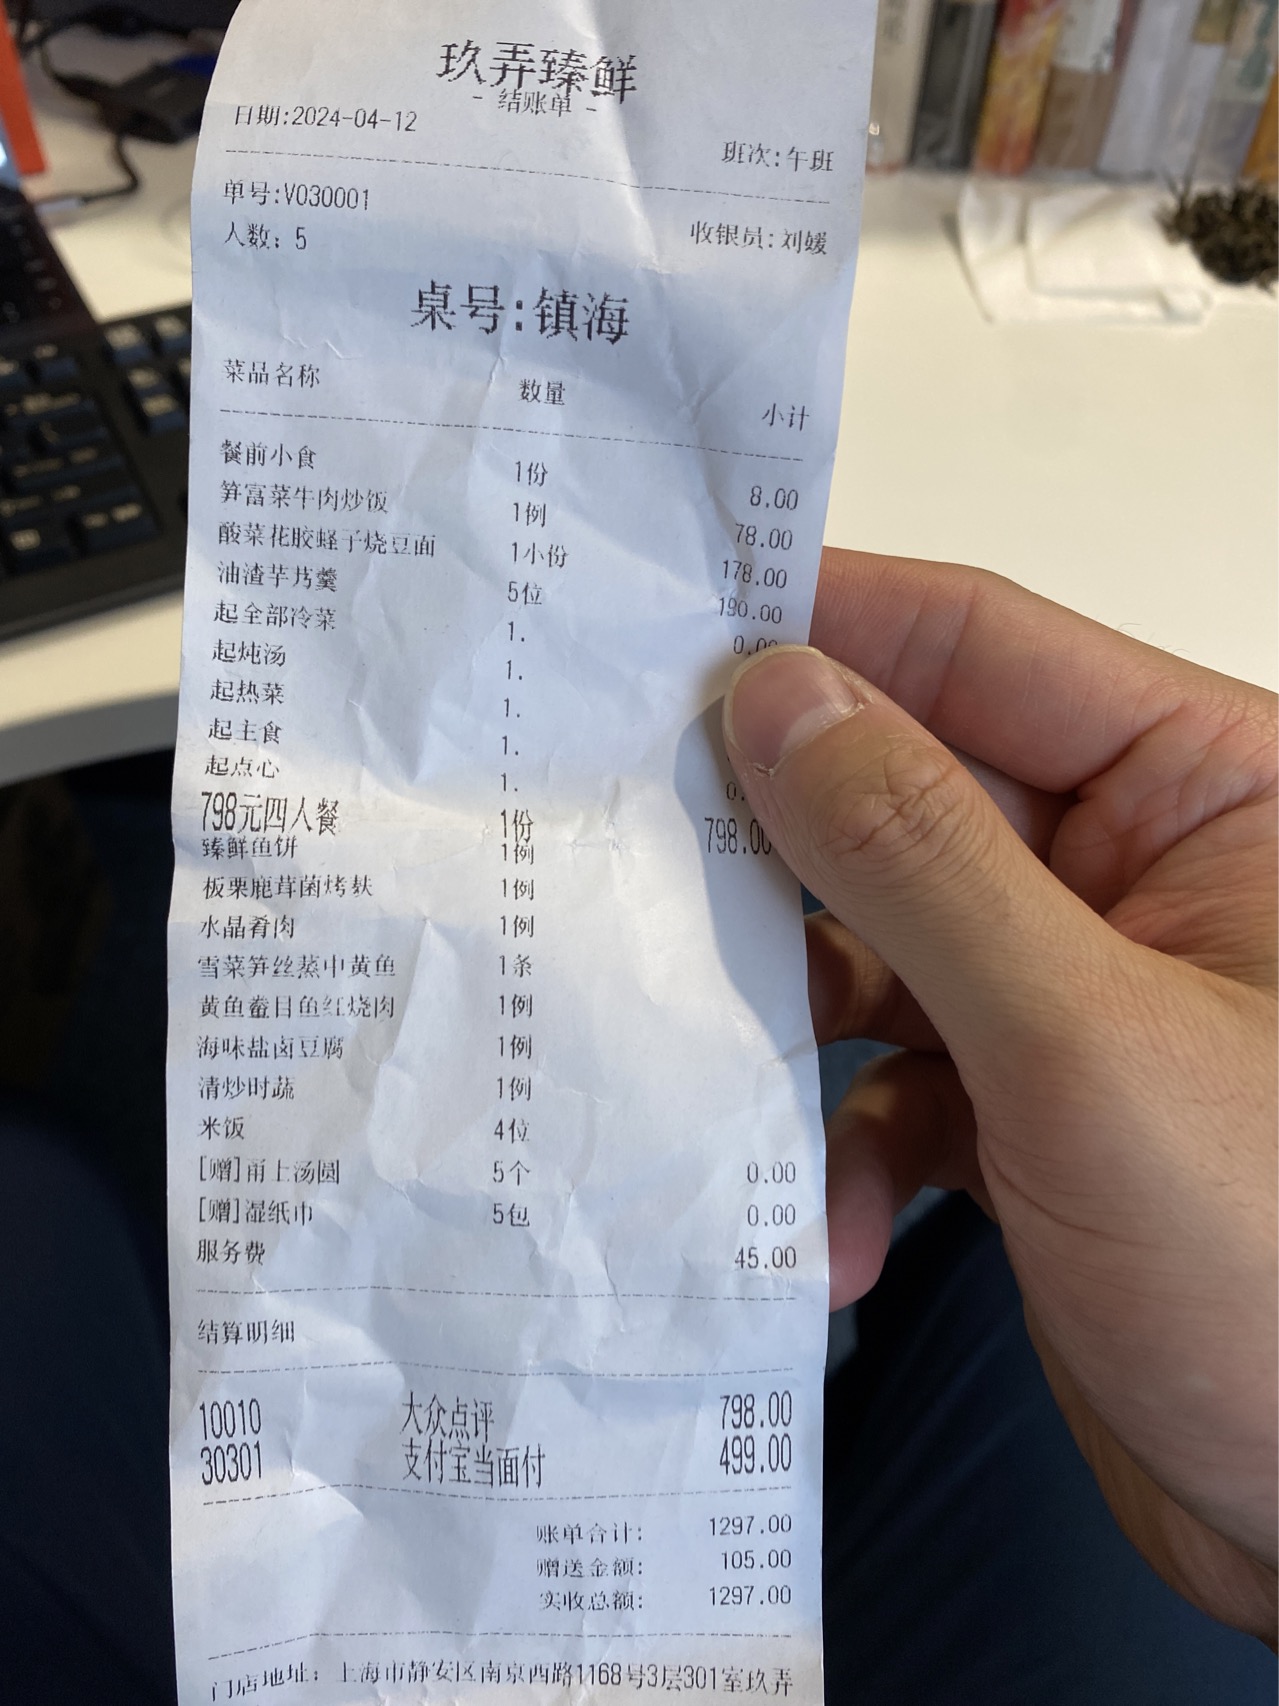 玖弄臻鲜
- 结账单 -
日期:2024-04-12
班次:午班
单号:V030001
人数: 5 收银员:刘媛
桌号:镇海
菜品名称 数量 小计
餐前小食 1份 8.00
笋富菜牛肉炒饭 1例 78.00
酸菜花胶蛏子烧豆面 1小份 178.00
油渣芋艿羹 5位 190.00
起全部冷菜 1. 0.00
起炖汤 1.
起热菜 1.
起主食 1.
起点心 1. 0.
798元四人餐 1份 798.00
臻鲜鱼饼 1例
板栗鹿茸菌烤麸 1例
水晶肴肉 1例
雪菜笋丝蒸中黄鱼 1条
黄鱼鲞目鱼红烧肉 1例
海味盐卤豆腐 1例
清炒时蔬 1例
米饭 4位
[赠]甬上汤圆 5个 0.00
[赠]湿纸巾 5包 0.00
服务费 45.00
结算明细
10010 大众点评 798.00
30301 支付宝当面付 499.00
账单合计: 1297.00
赠送金额: 105.00
实收总额: 1297.00
门店地址: 上海市静安区南京西路1168号3层301室玖弄